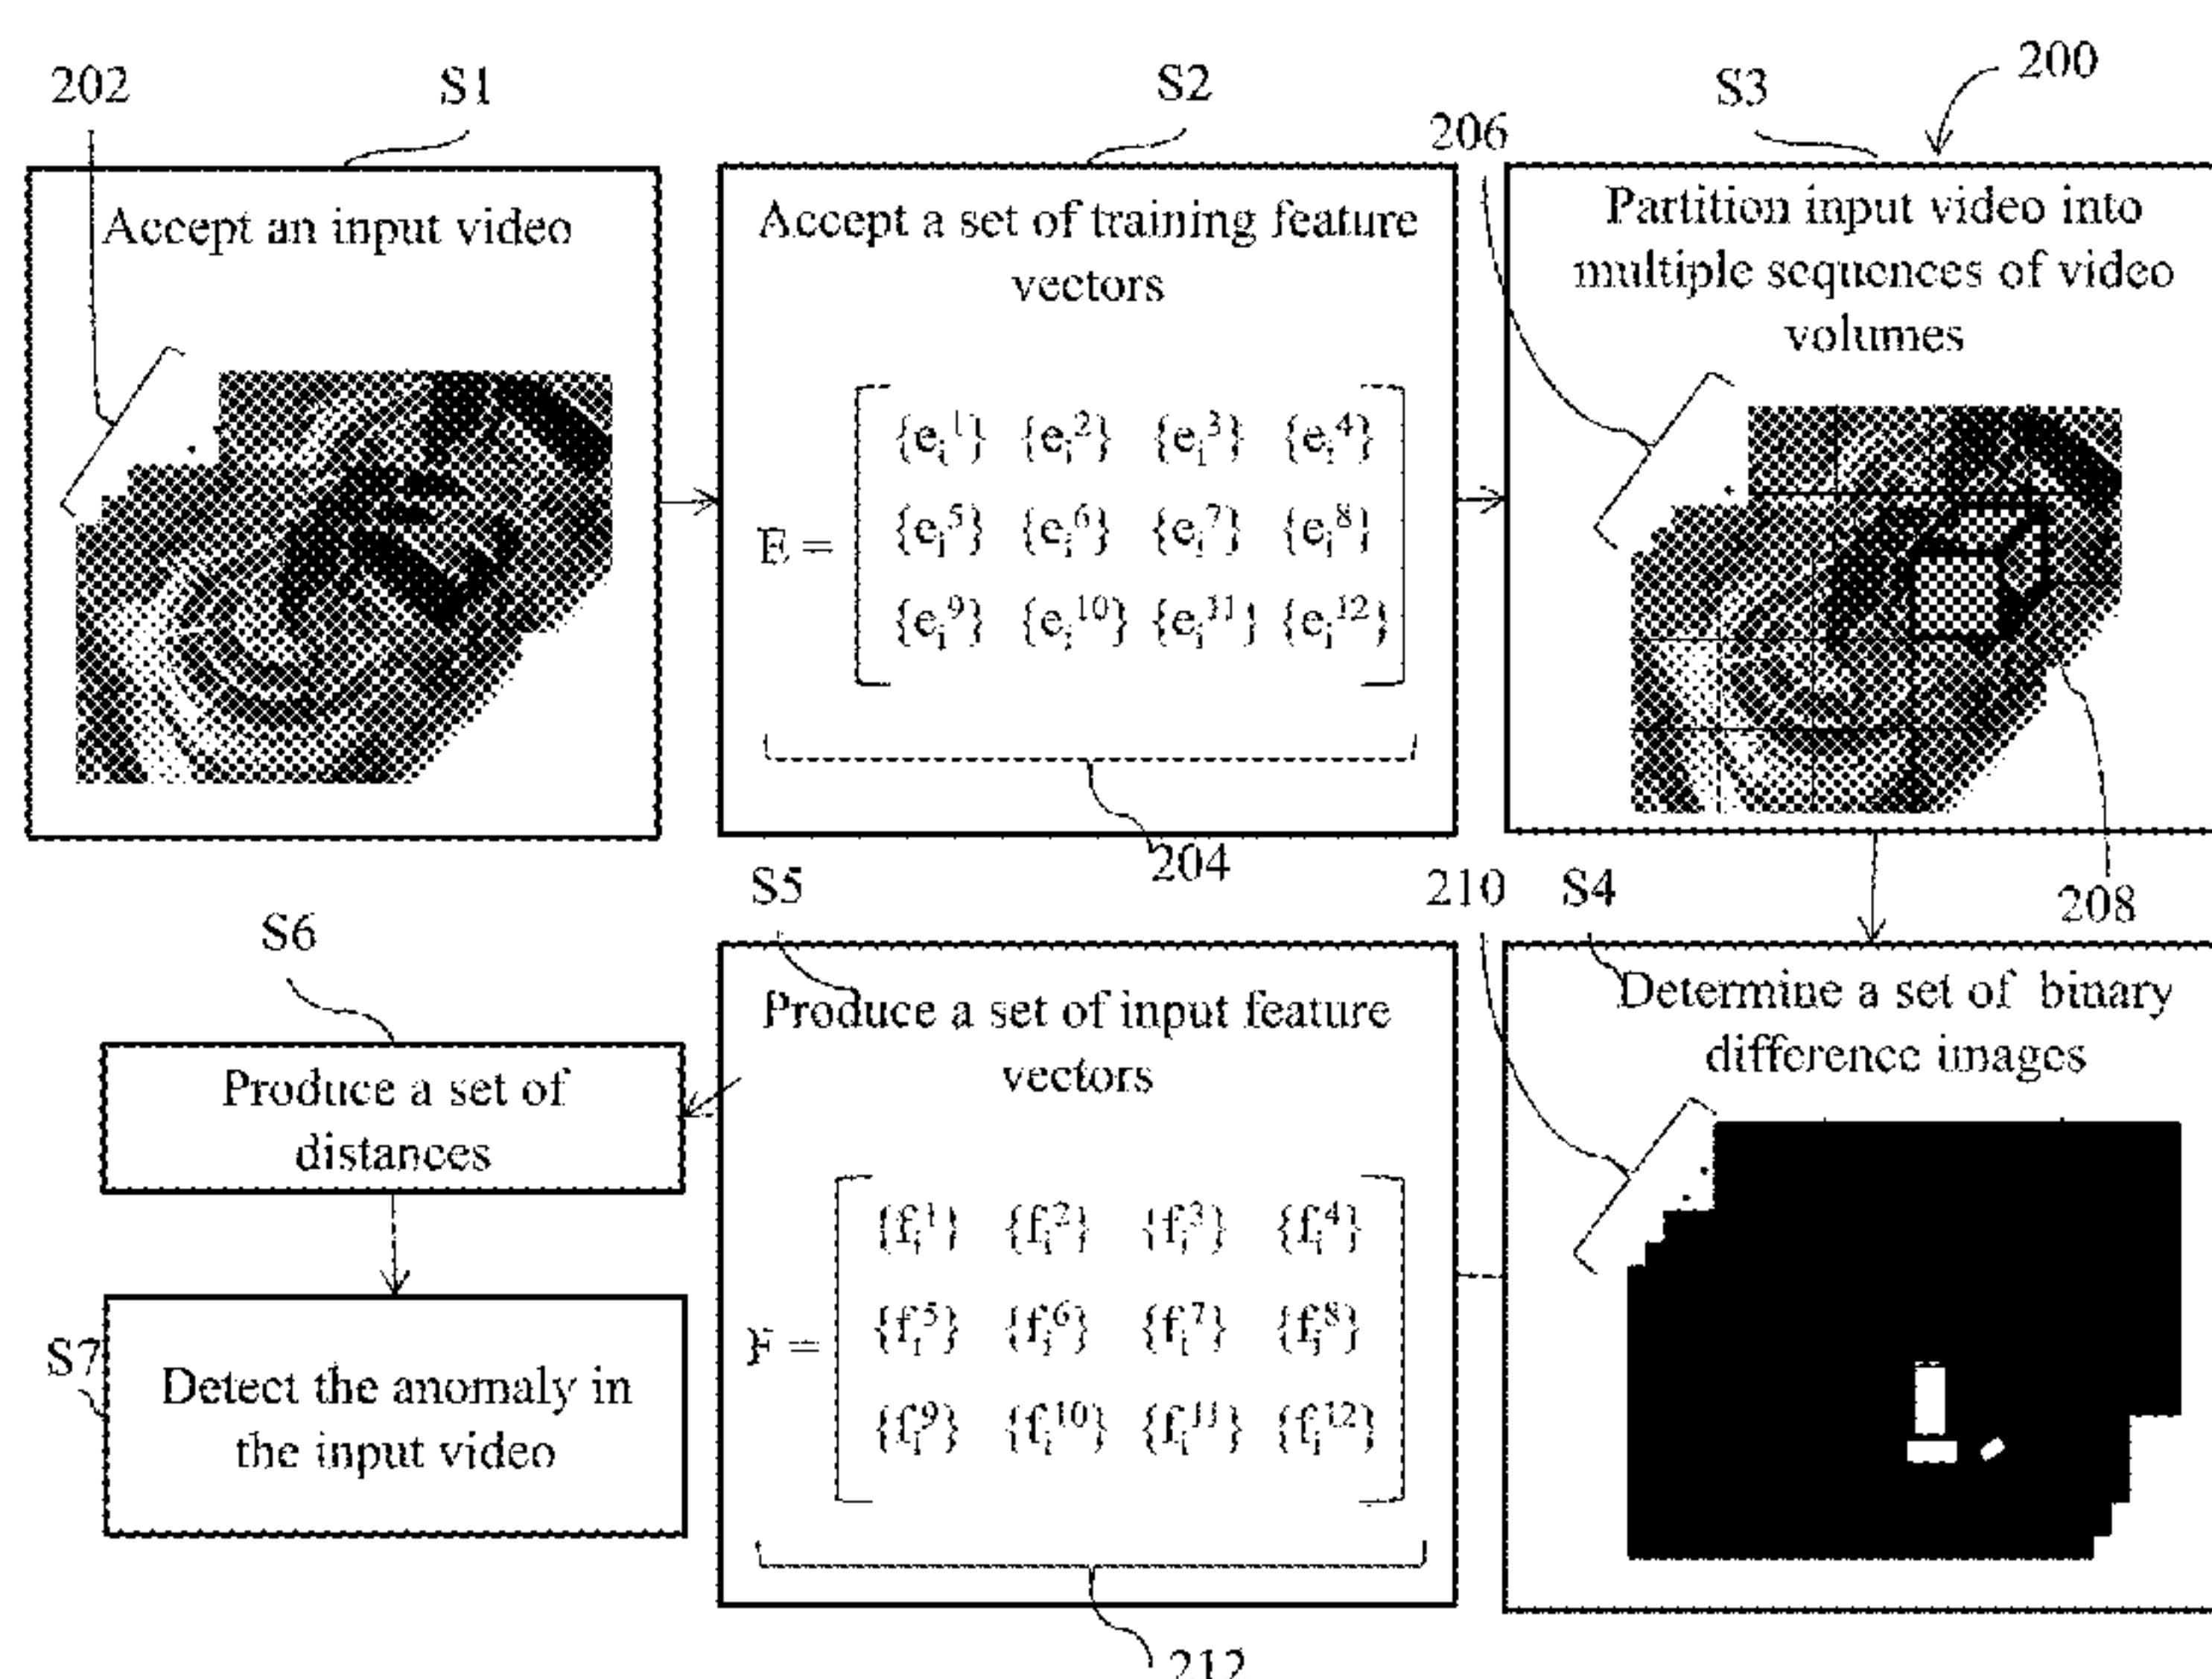 202
S1
S2
S3
200
206
Accept an input video
Accept a set of training feature
vectors
Partition input video into
multiple sequences of video
volumes
E =
{e_i^1} {e_i^2} {e_i^3} {e_i^4}
{e_i^5} {e_i^6} {e_i^7} {e_i^8}
{e_i^9} {e_i^10} {e_i^11} {e_i^12}
204
208
S6
S5
210
S4
Produce a set of
distances
Produce a set of input feature
vectors
Determine a set of binary
difference images
F =
{f_i^1} {f_i^2} {f_i^3} {f_i^4}
{f_i^5} {f_i^6} {f_i^7} {f_i^8}
{f_i^9} {f_i^10} {f_i^11} {f_i^12}
S7
Detect the anomaly in
the input video
212